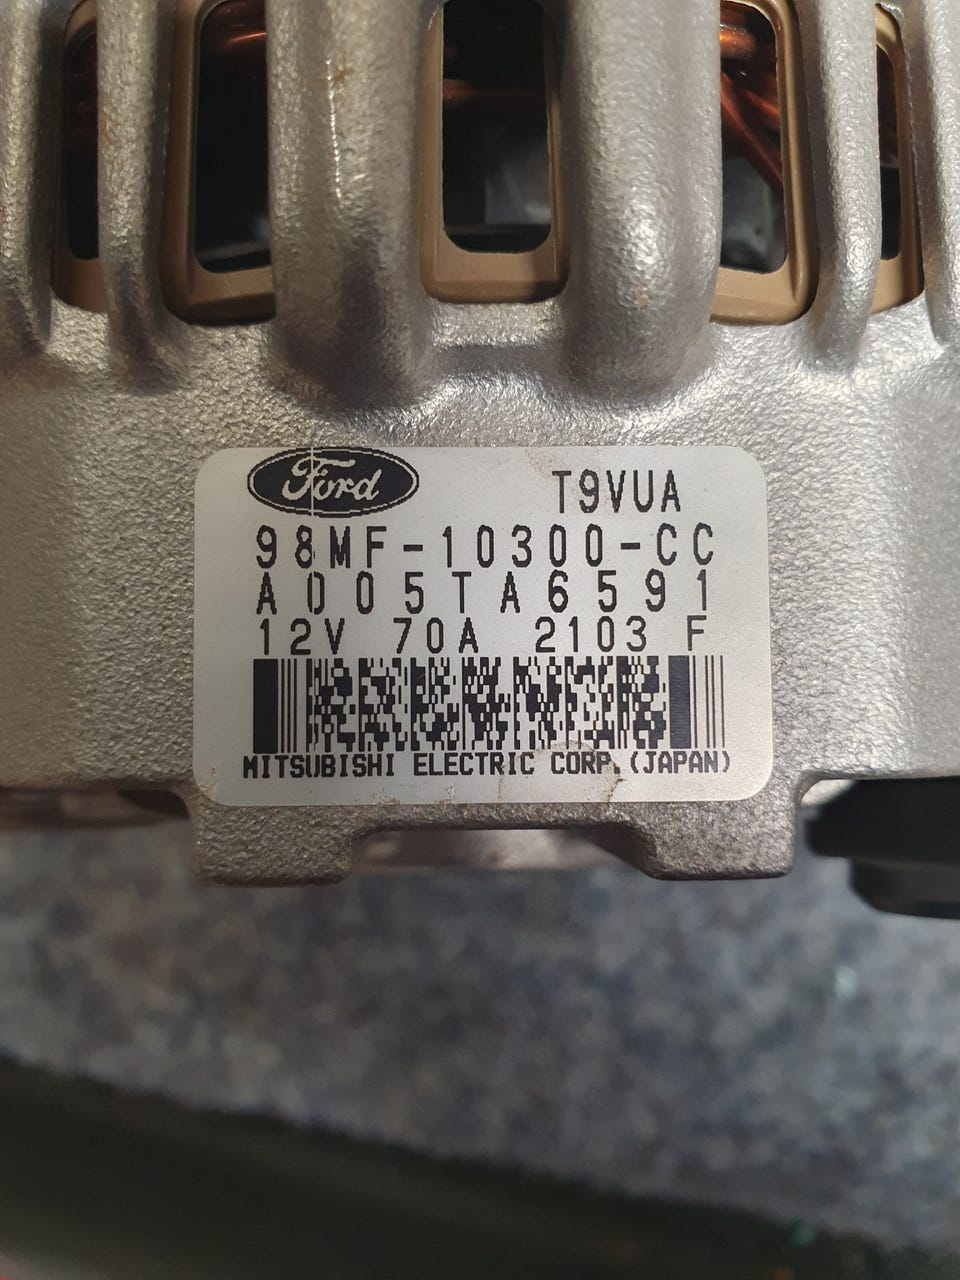 Ford T9VUA
98MF-10300-CC
A005TA6591
12V 70A 2103 F
MITSUBISHI ELECTRIC CORP.(JAPAN)